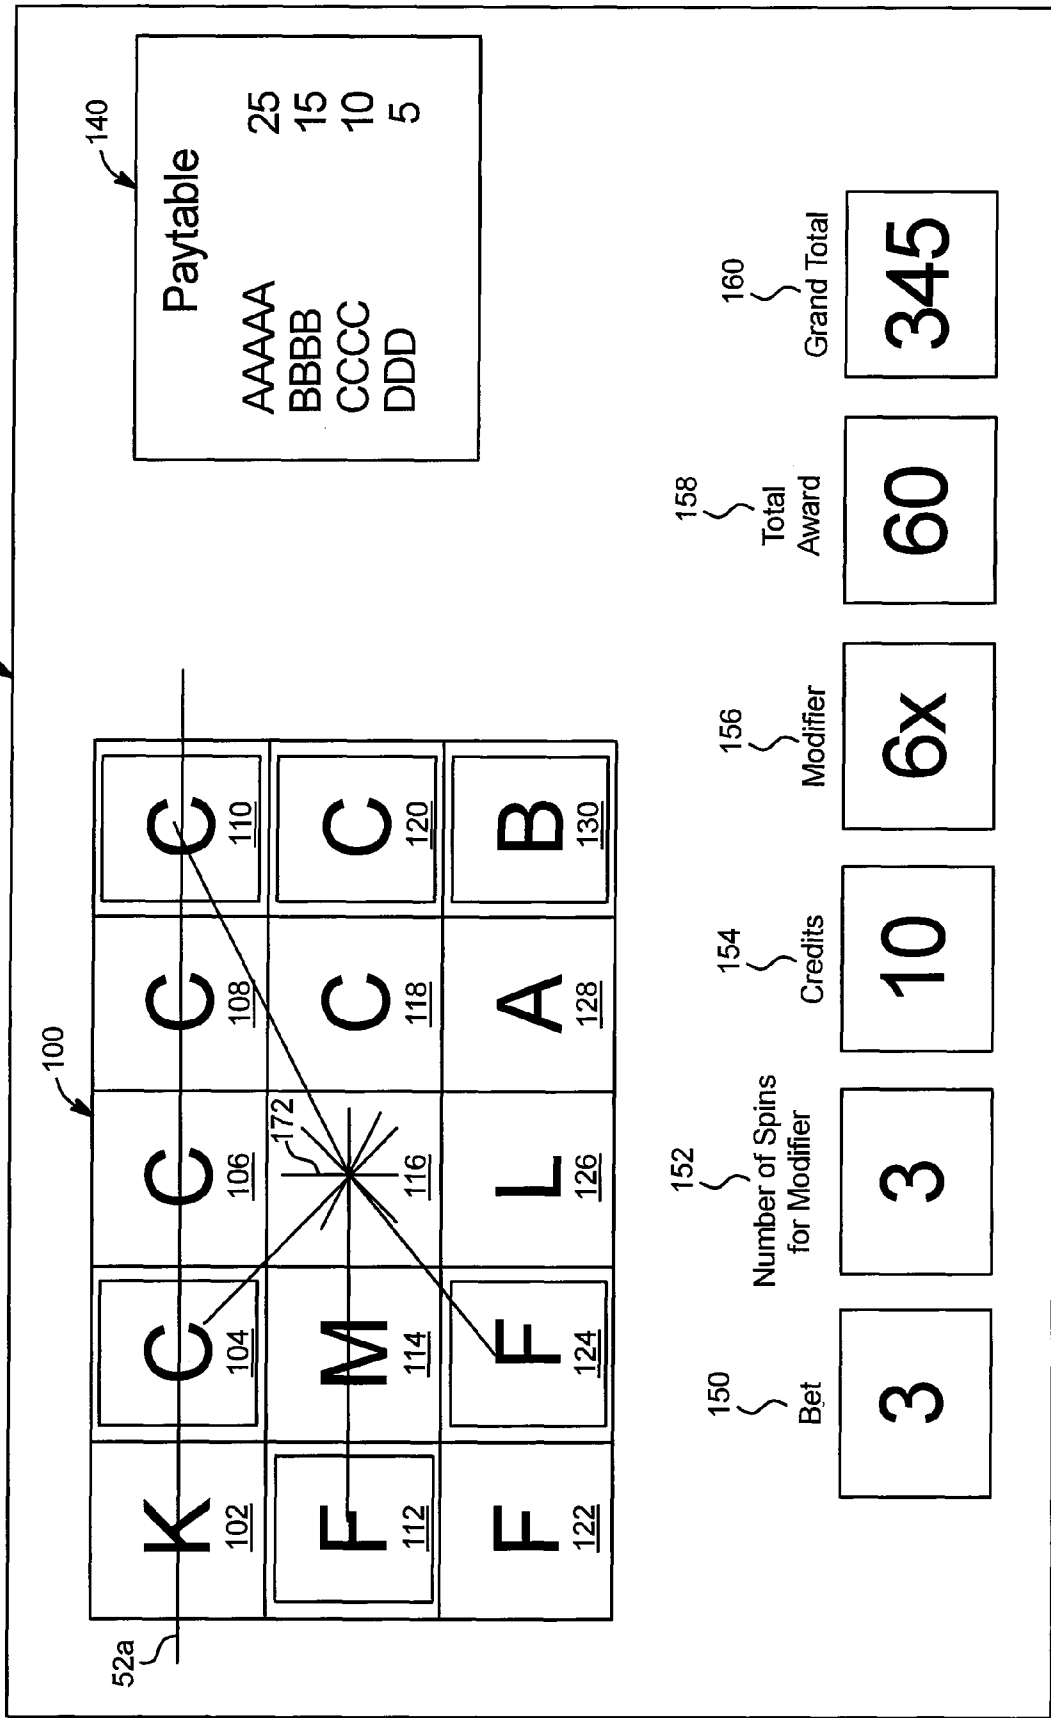 100
52a
K C C C C
102 104 106 108 110
172
F M C C
112 114 116 118 120
F F L A B
122 124 126 128 130
140
Paytable
AAAAA 25
BBBB 15
CCCC 10
DDD 5
150
Bet
3
152
Number of Spins
for Modifier
3
154
Credits
10
156
Modifier
6x
158
Total
Award
60
160
Grand Total
345